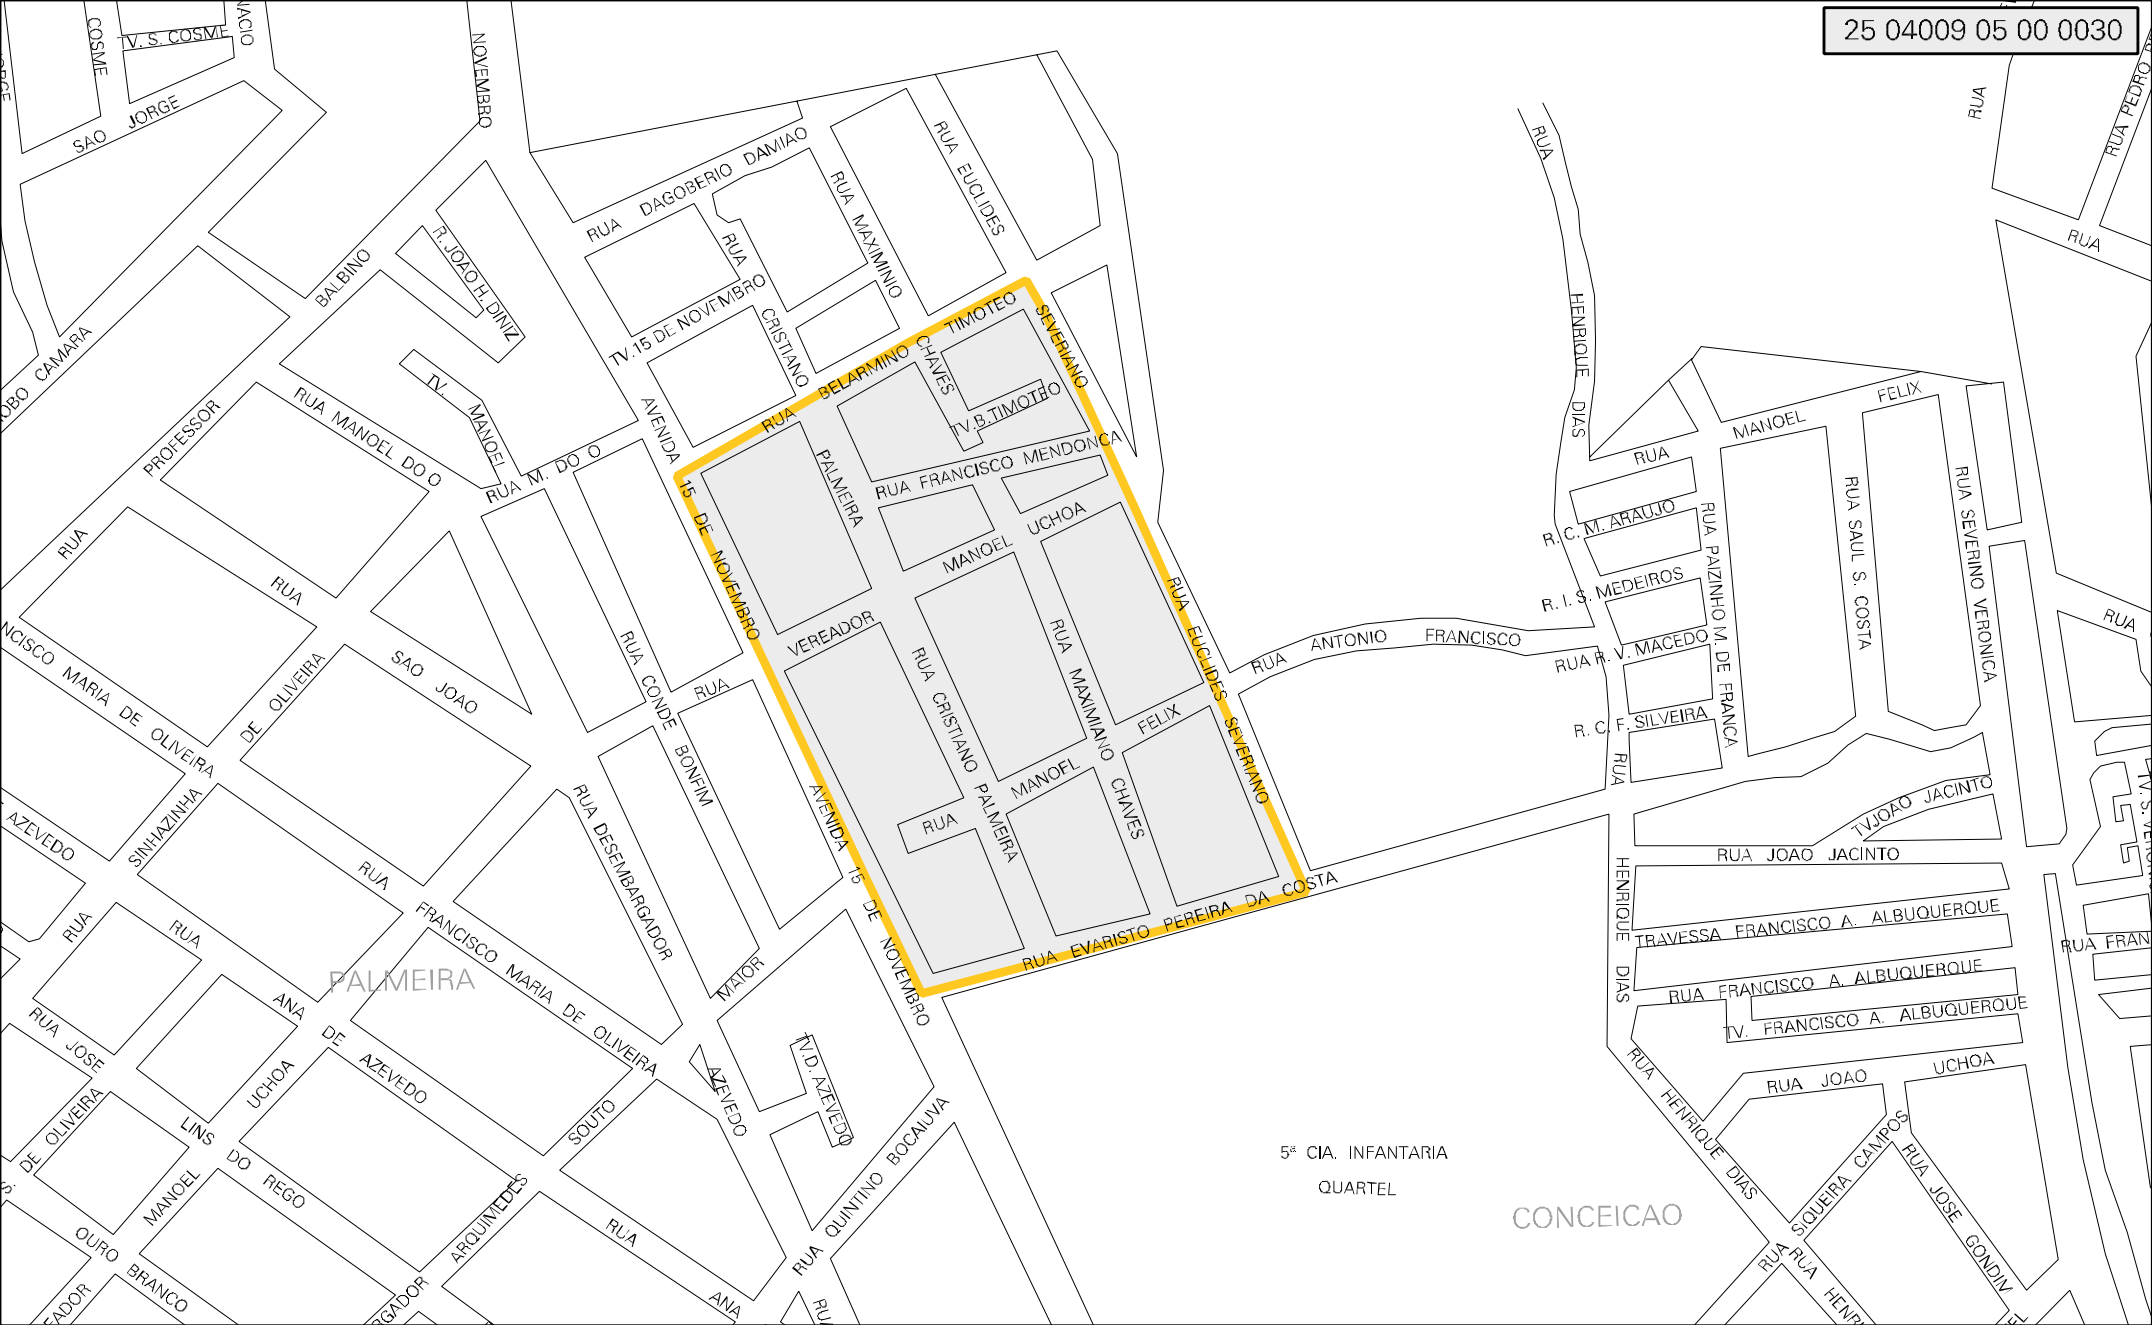 25 04009 05 00 0030
COSME
TV. S. COSME
SAO JORGE
NOVEMBRO
RUA DAGOBERIO DAMIAO
RUA MAXIMINIO CHAVES
RUA EUCLIDES SEVERIANO
RUA
RUA PEDRO
RUA
RUA
HENRIQUE DIAS
BALBINO
R. JOAO H. DINIZ
RUA CRISTIANO PALMEIRA
TV. 15 DE NOVEMBRO
CAMARA
RUA PROFESSOR
RUA MANOEL DO O
TV. MANOEL
RUA M. DO O
AVENIDA 15 DE NOVEMBRO
RUA BELARMINO TIMOTEO
TV. B. TIMOTEO
RUA FRANCISCO MENDONCA
VEREADOR MANOEL UCHOA
RUA MANOEL FELIX
R. C. M. ARAUJO
R. I. S. MEDEIROS
RUA R. V. MACEDO
R. C. F. SILVEIRA
RUA PAIZINHO M. DE FRANCA
RUA SAUL S. COSTA
RUA SEVERINO VERONICA
RUA
RUA SAO JOAO
RUA CONDE BONFIM
RUA
RUA CRISTIANO PALMEIRA
RUA MAXIMIANO CHAVES
RUA EUCLIDES SEVERIANO
RUA ANTONIO FRANCISCO
MARIA DE OLIVEIRA
SINHAZINHA DE OLIVEIRA
AZEVEDO
RUA DESEMBARGADOR
AVENIDA 15 DE NOVEMBRO
RUA MANOEL FELIX
RUA HENRIQUE DIAS
TV JOAO JACINTO
RUA JOAO JACINTO
TRAVESSA FRANCISCO A. ALBUQUERQUE
RUA FRANCISCO A. ALBUQUERQUE
TV. FRANCISCO A. ALBUQUERQUE
RUA FRAN
RUA EVARISTO PEREIRA DA COSTA
RUA FRANCISCO MARIA DE OLIVEIRA
RUA
RUA ANA DE AZEVEDO
PALMEIRA
MAIOR
TV. D. AZEVEDO
AZEVEDO
RUA JOSE LINS DO REGO
DE OLIVEIRA
MANOEL UCHOA
ARQUIMEDES SOUTO
RUA QUINTINO BOCAIUVA
5ª CIA. INFANTARIA
QUARTEL
CONCEICAO
RUA JOAO UCHOA
RUA HENRIQUE DIAS
RUA SIQUEIRA CAMPOS
RUA JOSE GONDIM
RUA HENRI
OURO BRANCO
RUA ANA
RUA